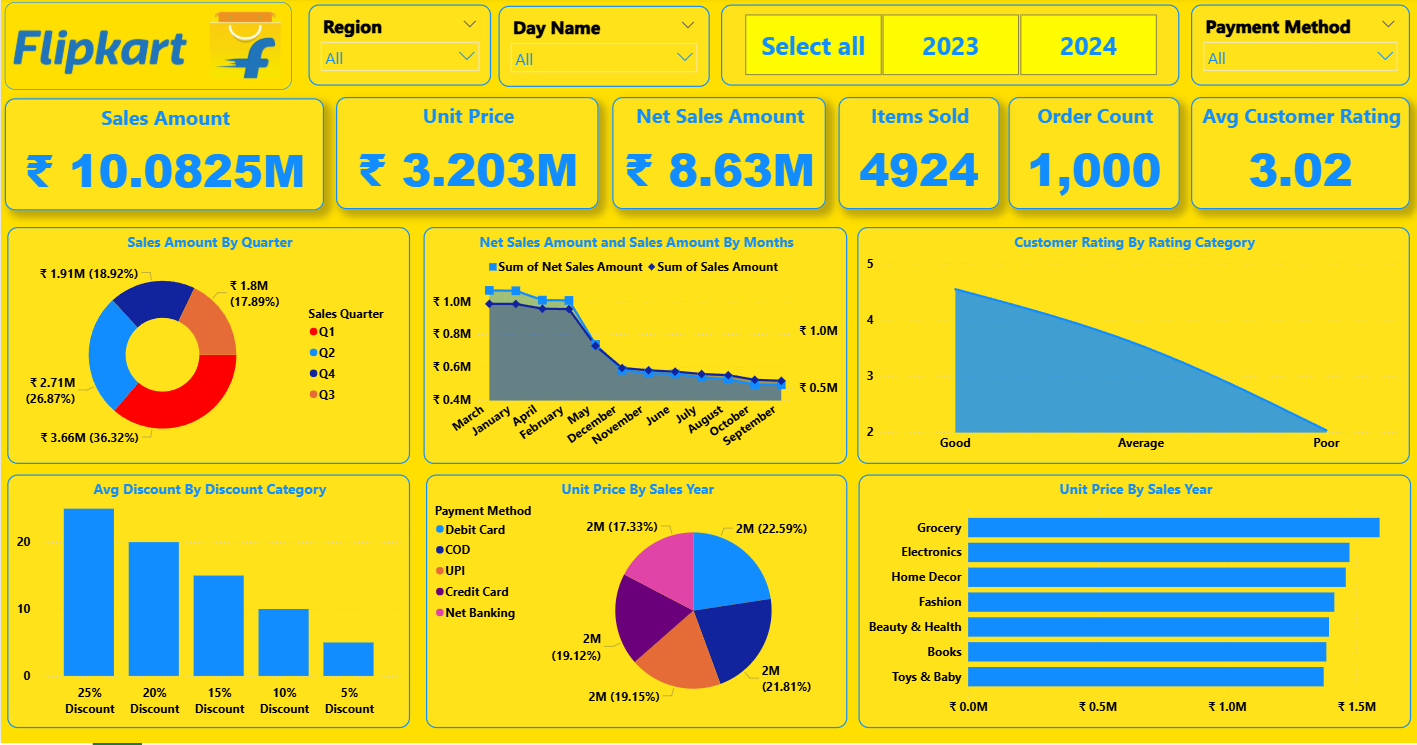 Flipkart
Region
All
Day Name
All
Select all
2023
2024
Payment Method
All
Sales Amount
₹ 10.0825M
Unit Price
₹ 3.203M
Net Sales Amount
₹ 8.63M
Items Sold
4924
Order Count
1,000
Avg Customer Rating
3.02
Sales Amount By Quarter
₹ 1.91M (18.92%)
₹ 1.8M
(17.89%)
₹ 2.71M
(26.87%)
₹ 3.66M (36.32%)
Sales Quarter
Q1
Q2
Q4
Q3
Net Sales Amount and Sales Amount By Months
Sum of Net Sales Amount
Sum of Sales Amount
₹ 1.0M
₹ 0.8M
₹ 0.6M
₹ 0.4M
₹ 1.0M
₹ 0.5M
March
January
April
February
May
December
November
June
July
August
October
September
Customer Rating By Rating Category
5
4
3
2
Good
Average
Poor
Avg Discount By Discount Category
20
10
0
25%
Discount
20%
Discount
15%
Discount
10%
Discount
5%
Discount
Unit Price By Sales Year
Payment Method
Debit Card
COD
UPI
Credit Card
Net Banking
2M (17.33%)
2M (22.59%)
2M
(19.12%)
2M
(21.81%)
2M (19.15%)
Unit Price By Sales Year
Grocery
Electronics
Home Decor
Fashion
Beauty & Health
Books
Toys & Baby
₹ 0.0M
₹ 0.5M
₹ 1.0M
₹ 1.5M